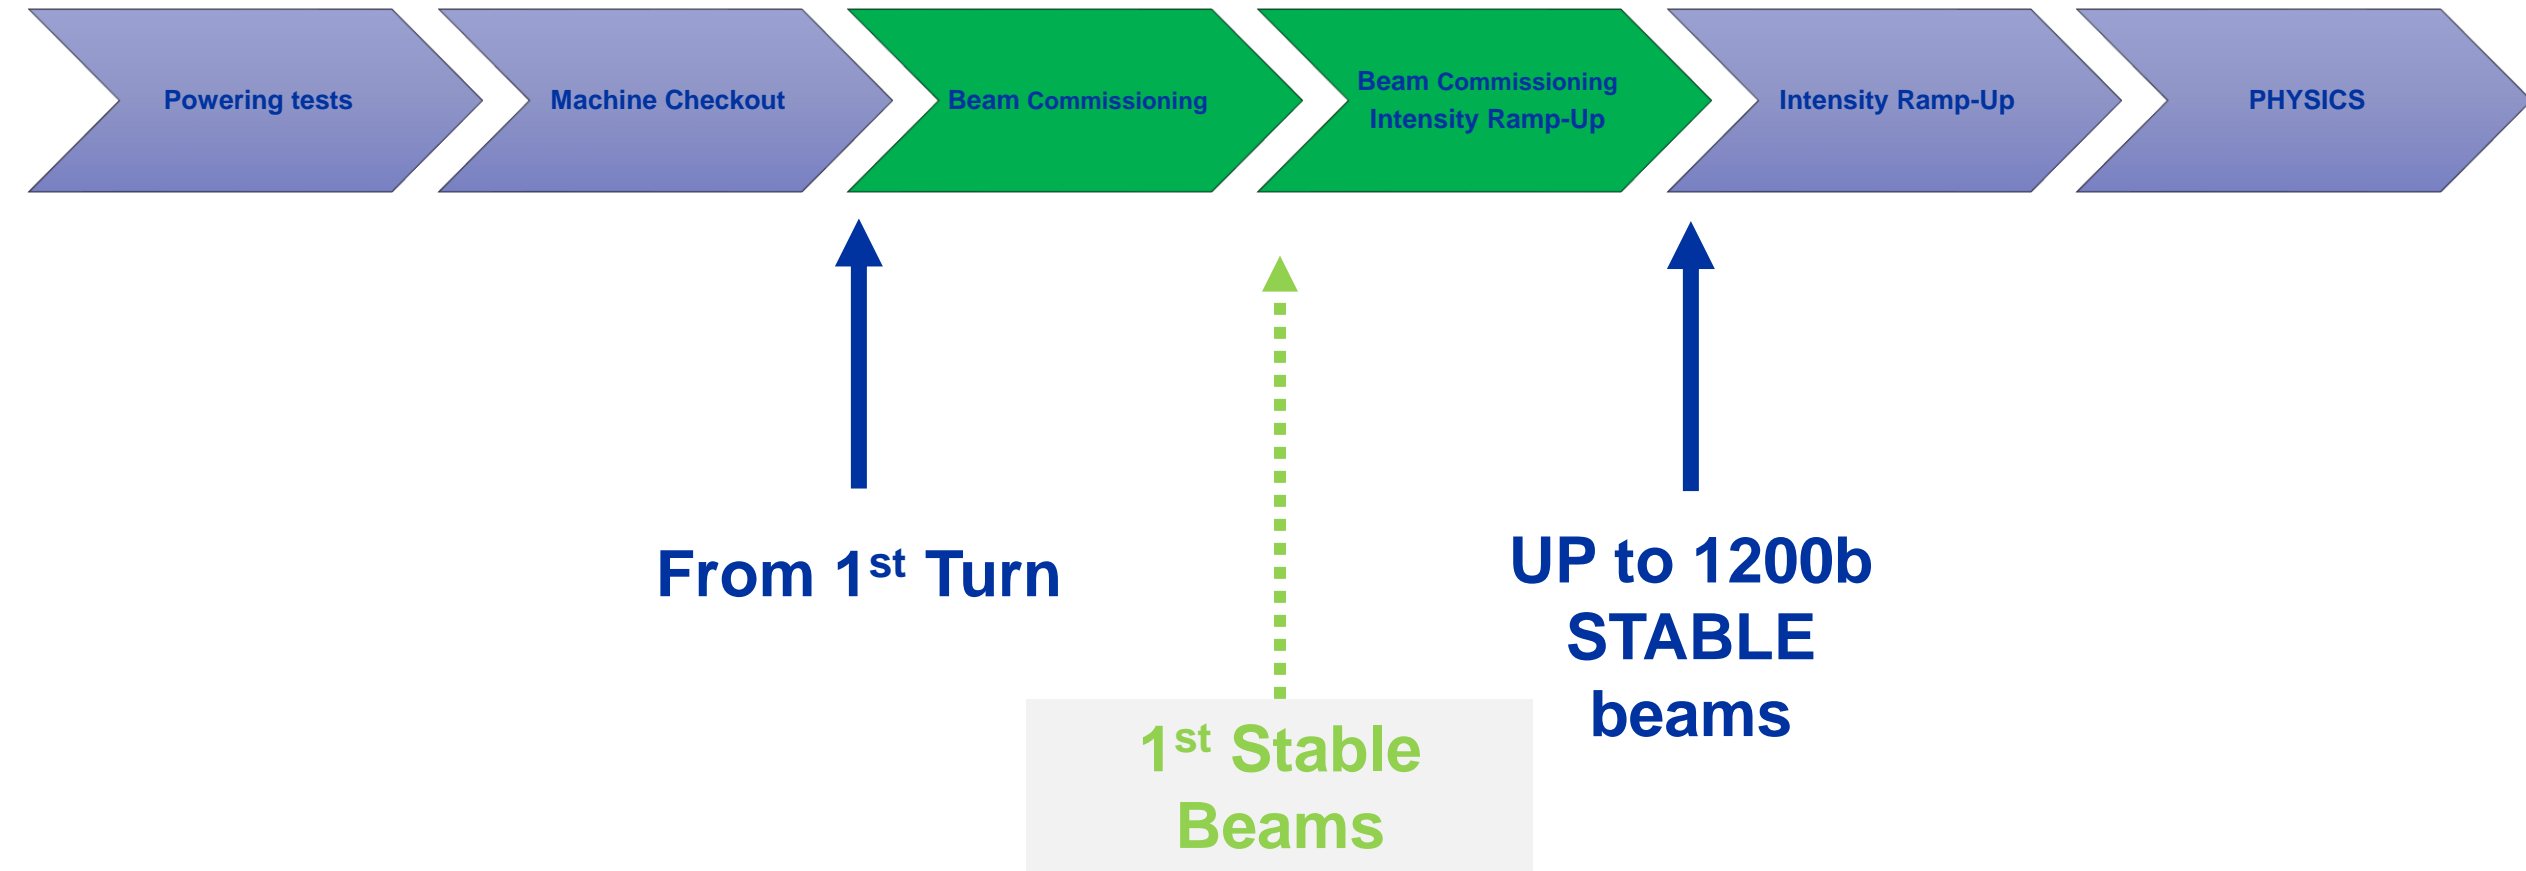 Powering tests
Machine Checkout
Beam Commissioning
Beam Commissioning
Intensity Ramp-Up
Intensity Ramp-Up
PHYSICS
From 1st Turn
UP to 1200b
STABLE
beams
1st Stable
Beams